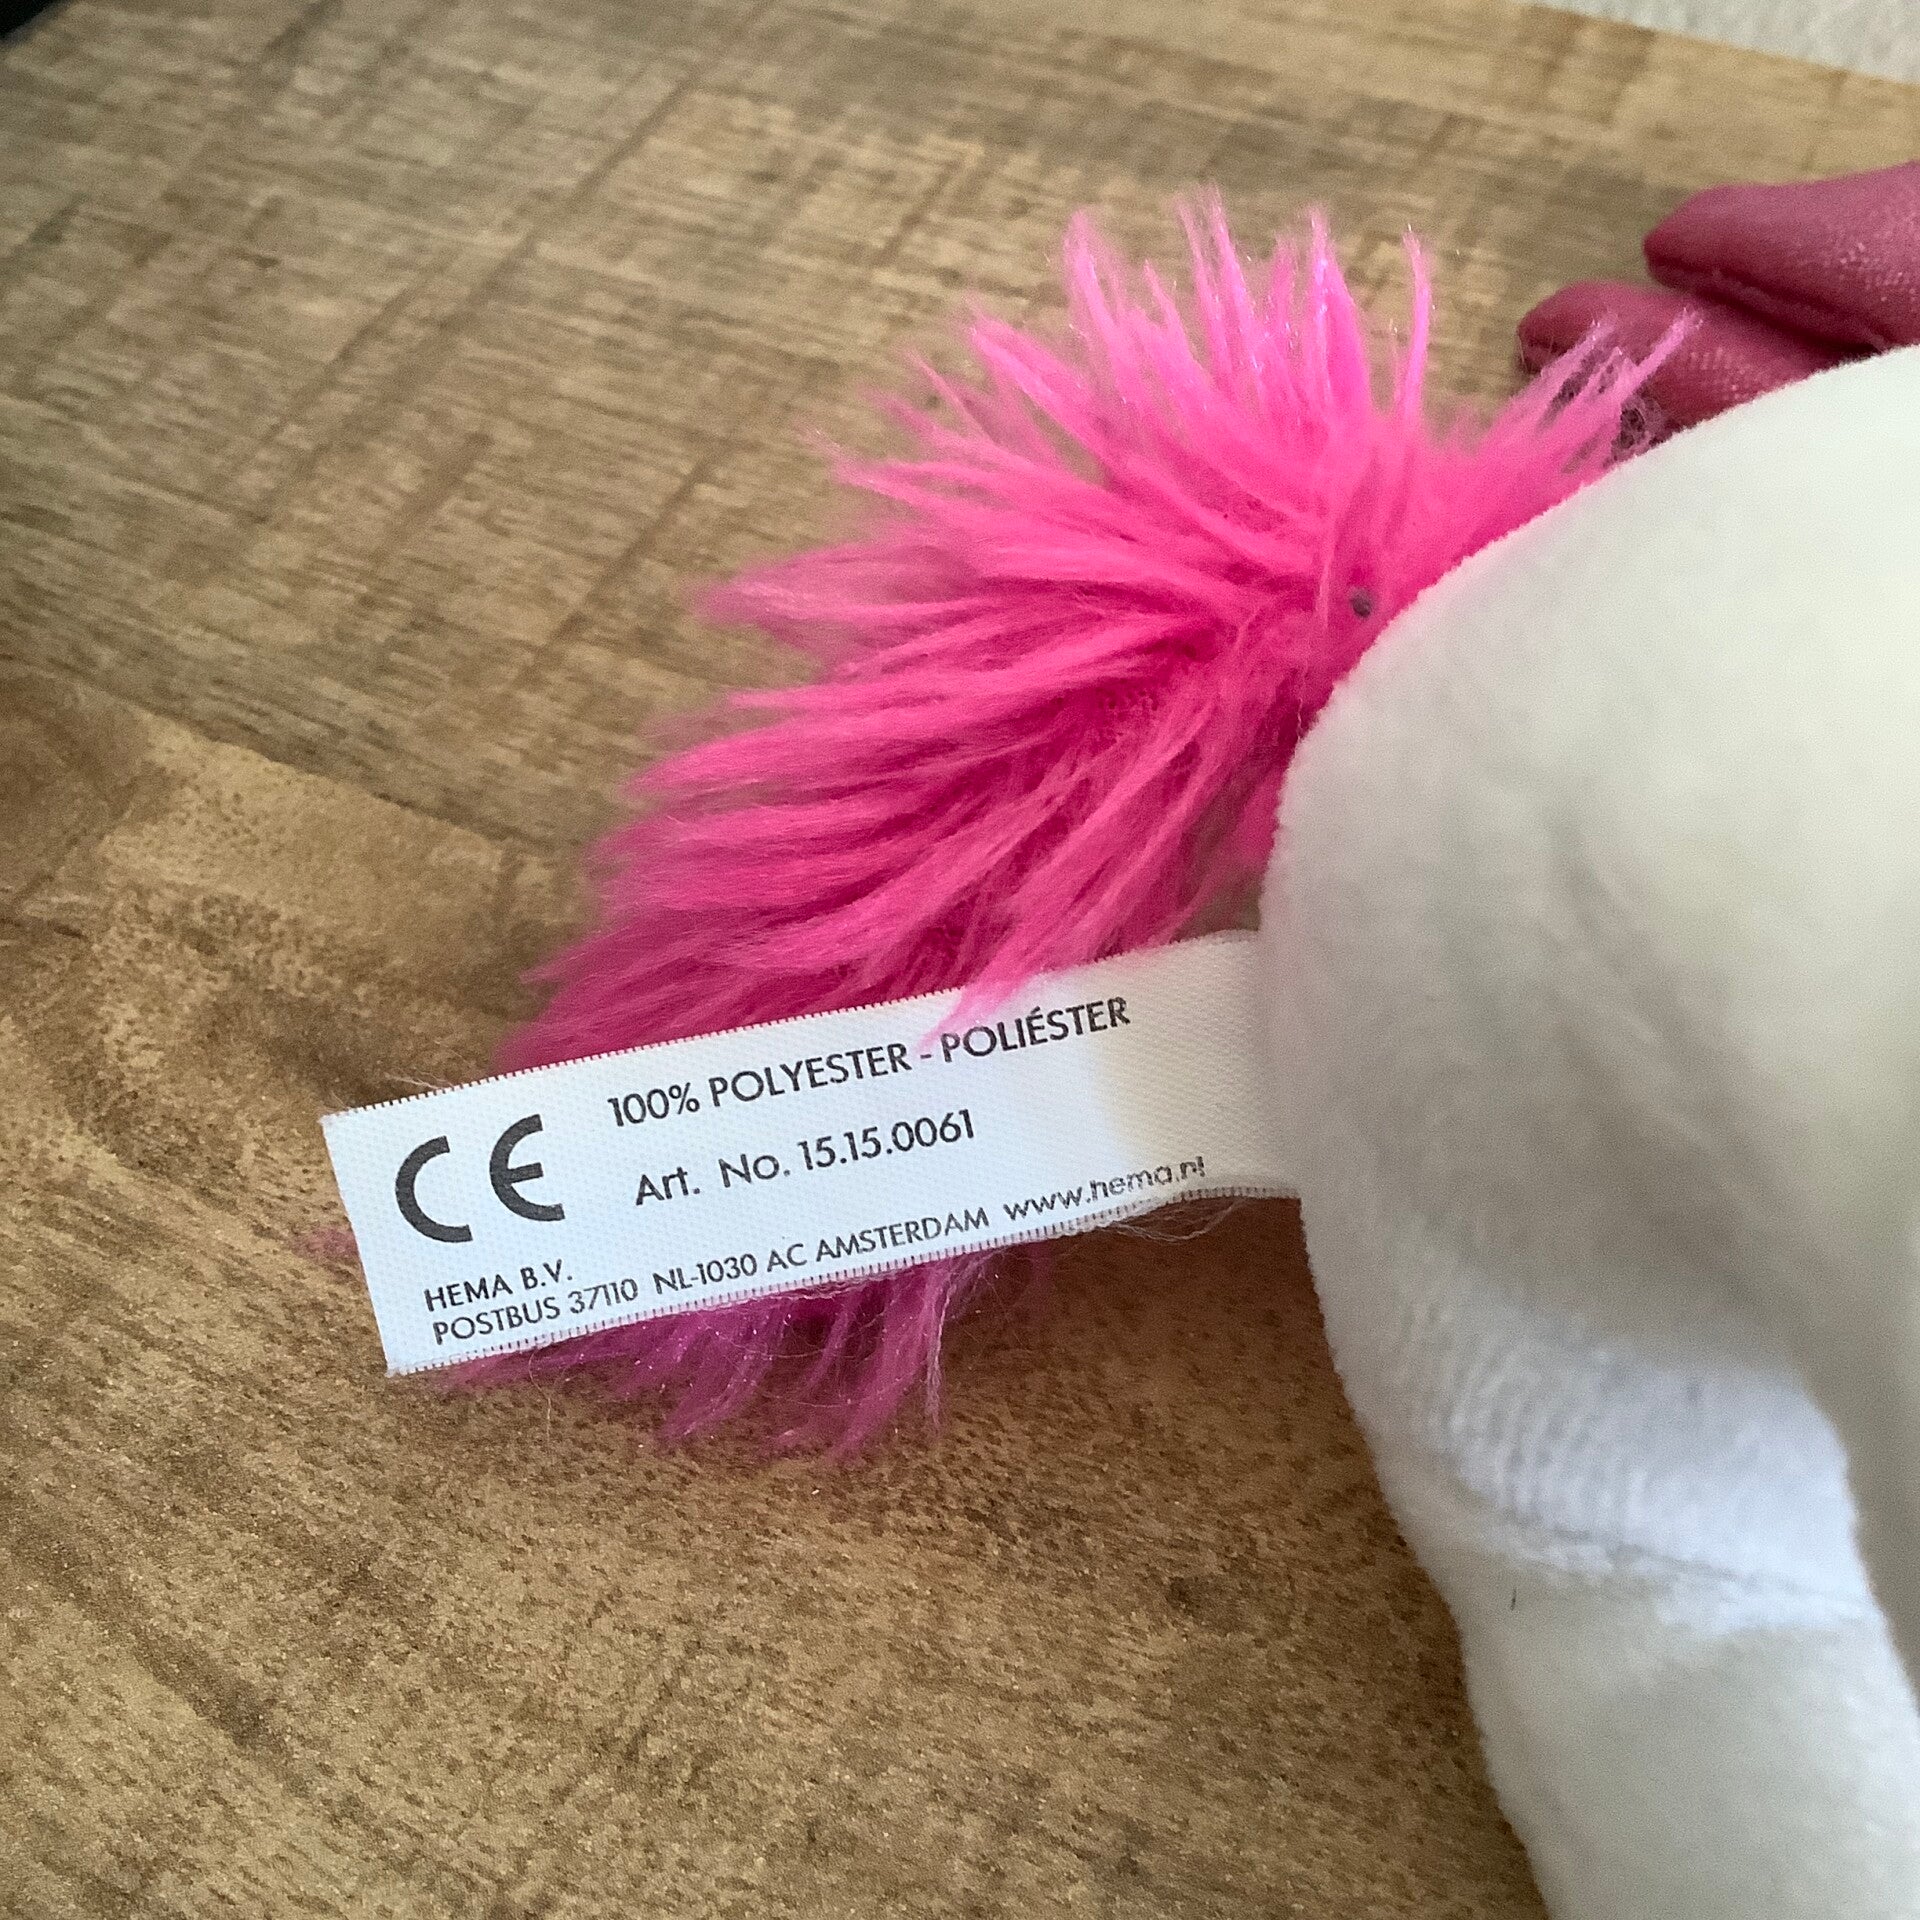 CE
100% POLYESTER - POLIÉSTER
Art. No. 15.15.0061
HEMA B.V.
POSTBUS 37110 NL-1030 AC AMSTERDAM www.hema.nl